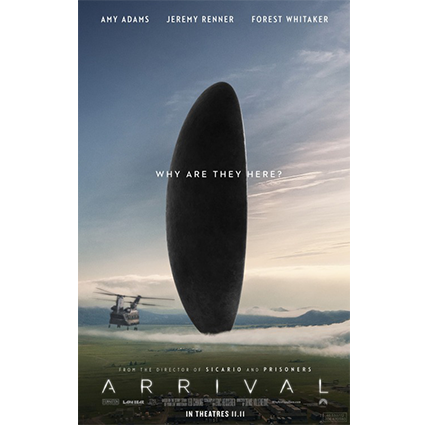 AMY ADAMS JEREMY RENNER FOREST WHITAKER
WHY ARE THEY HERE?
FROM THE DIRECTOR OF SICARIO AND PRISONERS
ARRIVAL
IN THEATRES 11.11